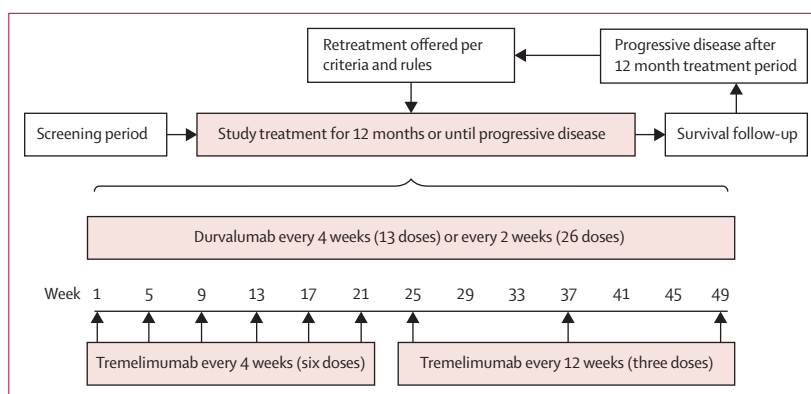 Retreatment offered per
criteria and rules
Progressive disease after
12 month treatment period
Screening period
Study treatment for 12 months or until progressive disease
Survival follow-up
Durvalumab every 4 weeks (13 doses) or every 2 weeks (26 doses)
Week 1 5 9 13 17 21 25 29 33 37 41 45 49
Tremelimumab every 4 weeks (six doses)
Tremelimumab every 12 weeks (three doses)